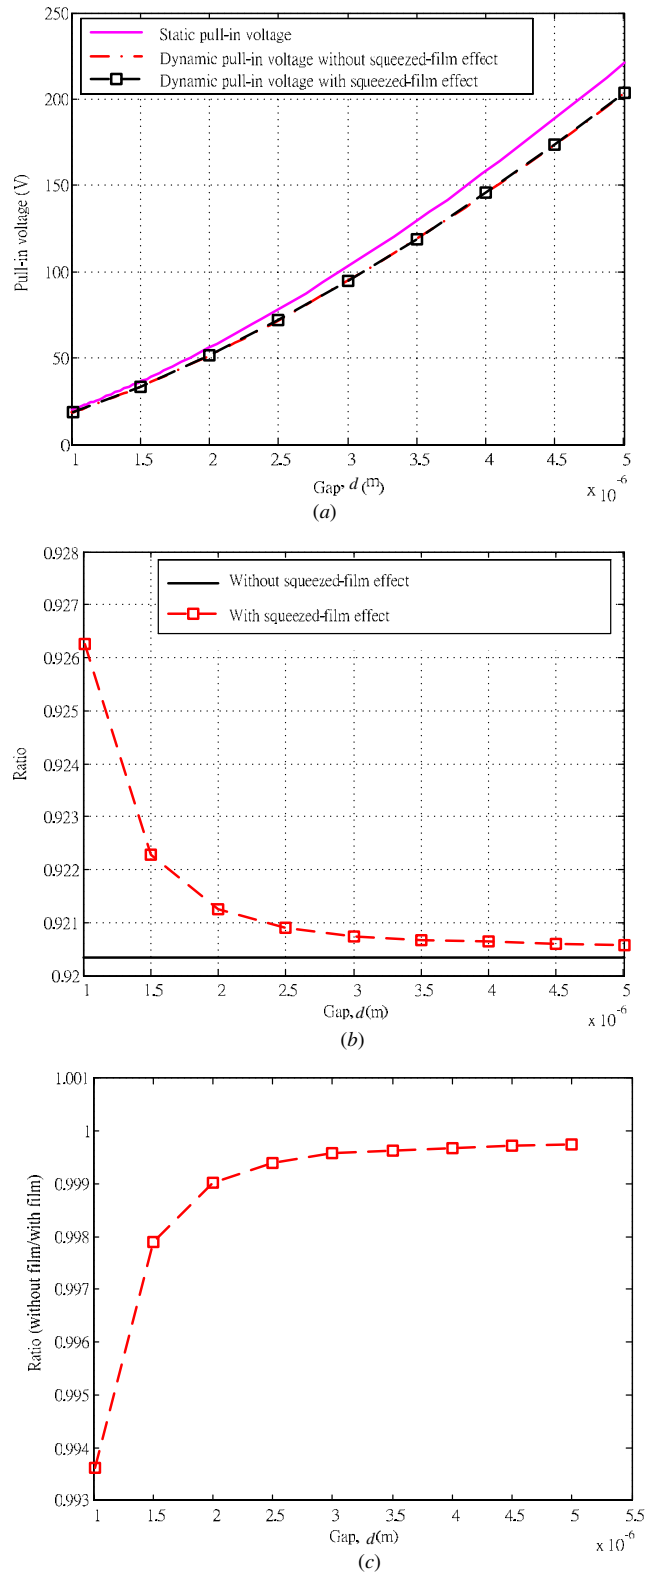 250
200
150
100
50
0
Pull-in voltage (V)
Static pull-in voltage
Dynamic pull-in voltage without squeezed-film effect
Dynamic pull-in voltage with squeezed-film effect
1 1.5 2 2.5 3 3.5 4 4.5 5
Gap, d (m)
x 10-6
(a)
0.928
0.927
0.926
0.925
0.924
0.923
0.922
0.921
0.92
Ratio
Without squeezed-film effect
With squeezed-film effect
1 1.5 2 2.5 3 3.5 4 4.5 5
Gap, d(m)
x 10-6
(b)
1.001
1
0.999
0.998
0.997
0.996
0.995
0.994
0.993
Ratio (without film/with film)
1 1.5 2 2.5 3 3.5 4 4.5 5 5.5
Gap, d(m)
x 10-6
(c)